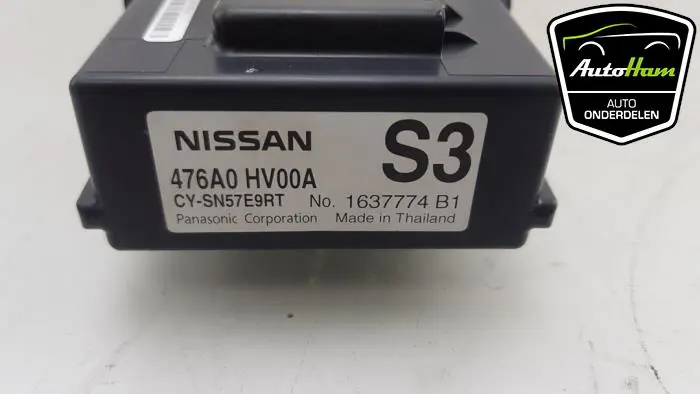 NISSAN
S3
476A0 HV00A
CY-SN57E9RT No. 1637774 B1
Panasonic Corporation Made in Thailand
AutoHam
AUTO
ONDERDELEN